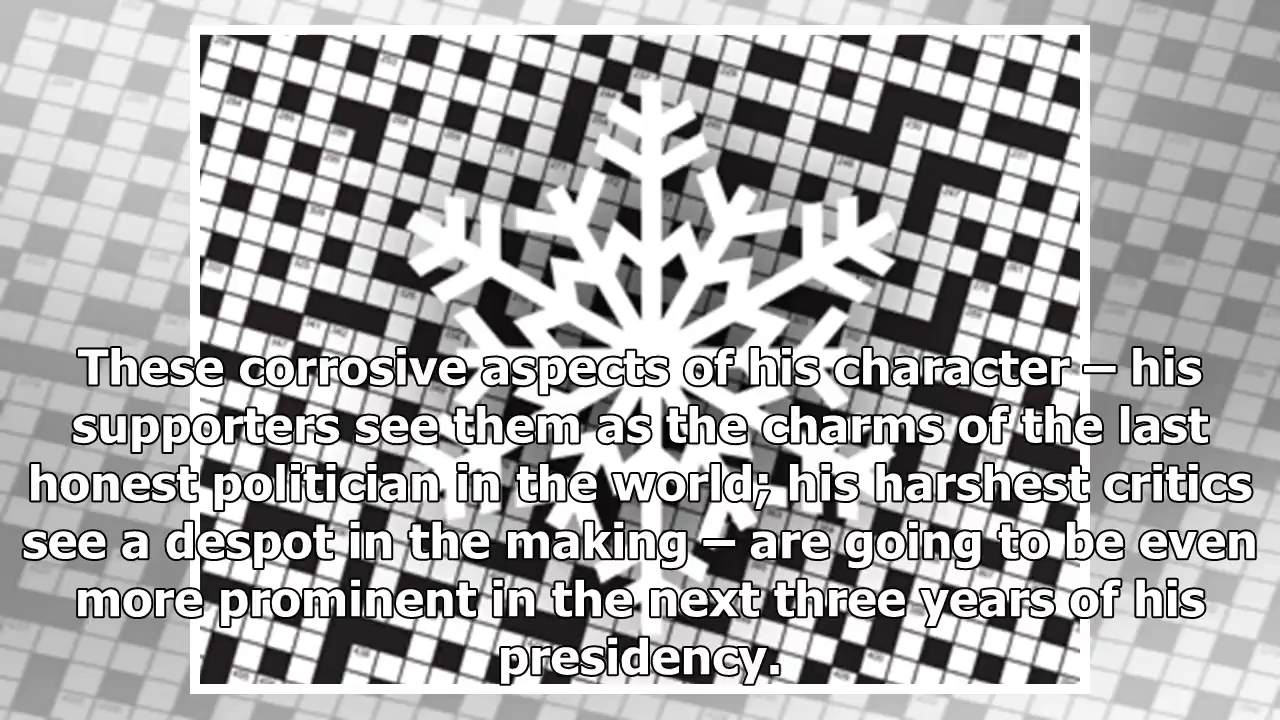 These corrosive aspects of his character — his
supporters see them as the charms of the last
honest politician in the world; his harshest critics
see a despot in the making — are going to be even
more prominent in the next three years of his
presidency.